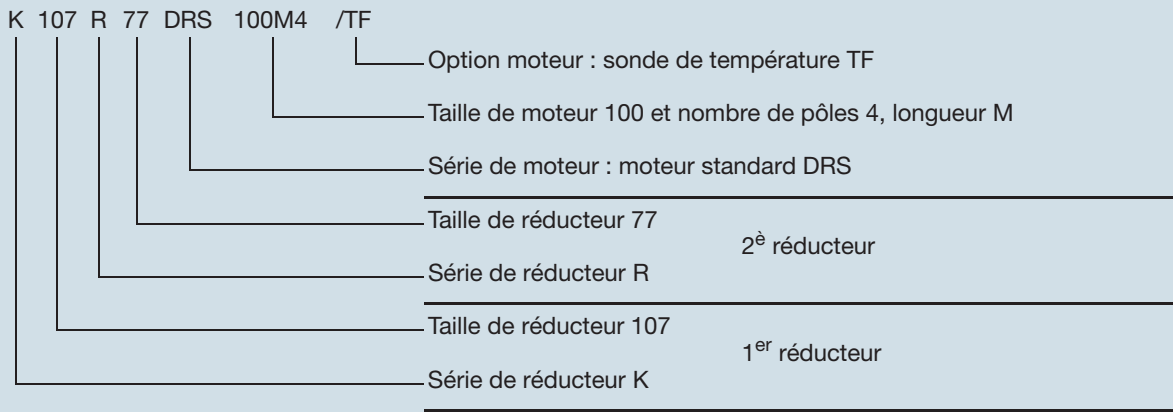 K 107 R 77 DRS 100M4 /TF
Option moteur : sonde de température TF
Taille de moteur 100 et nombre de pôles 4, longueur M
Série de moteur : moteur standard DRS
Taille de réducteur 77
2è réducteur
Série de réducteur R
Taille de réducteur 107
1er réducteur
Série de réducteur K